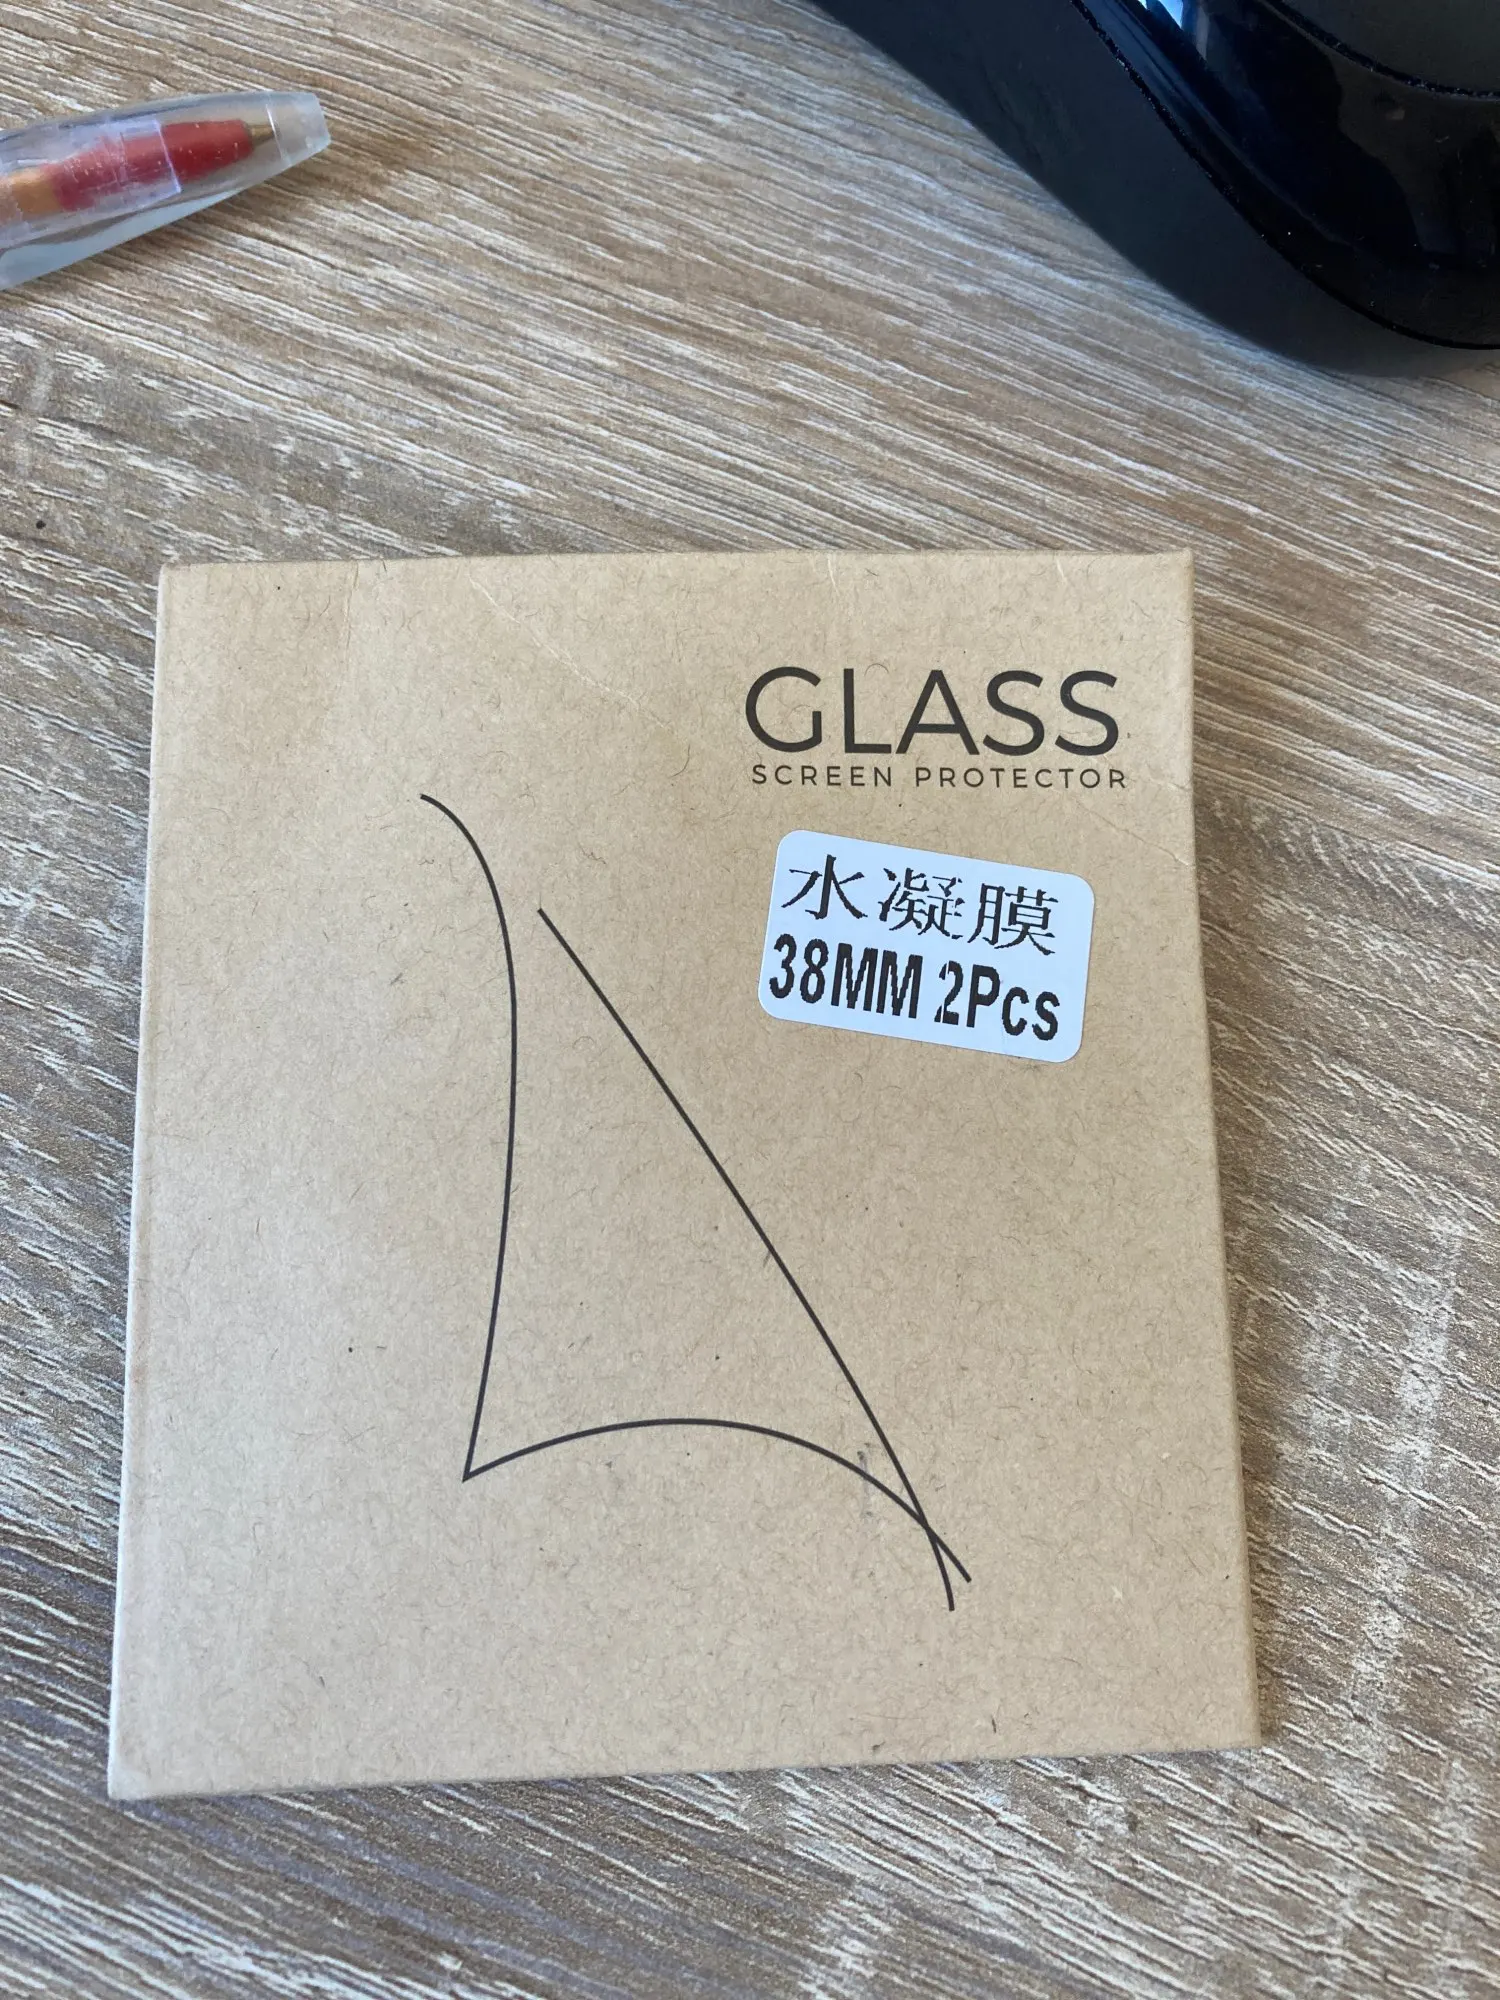 GLASS
SCREEN PROTECTOR
水凝膜
38MM 2Pcs